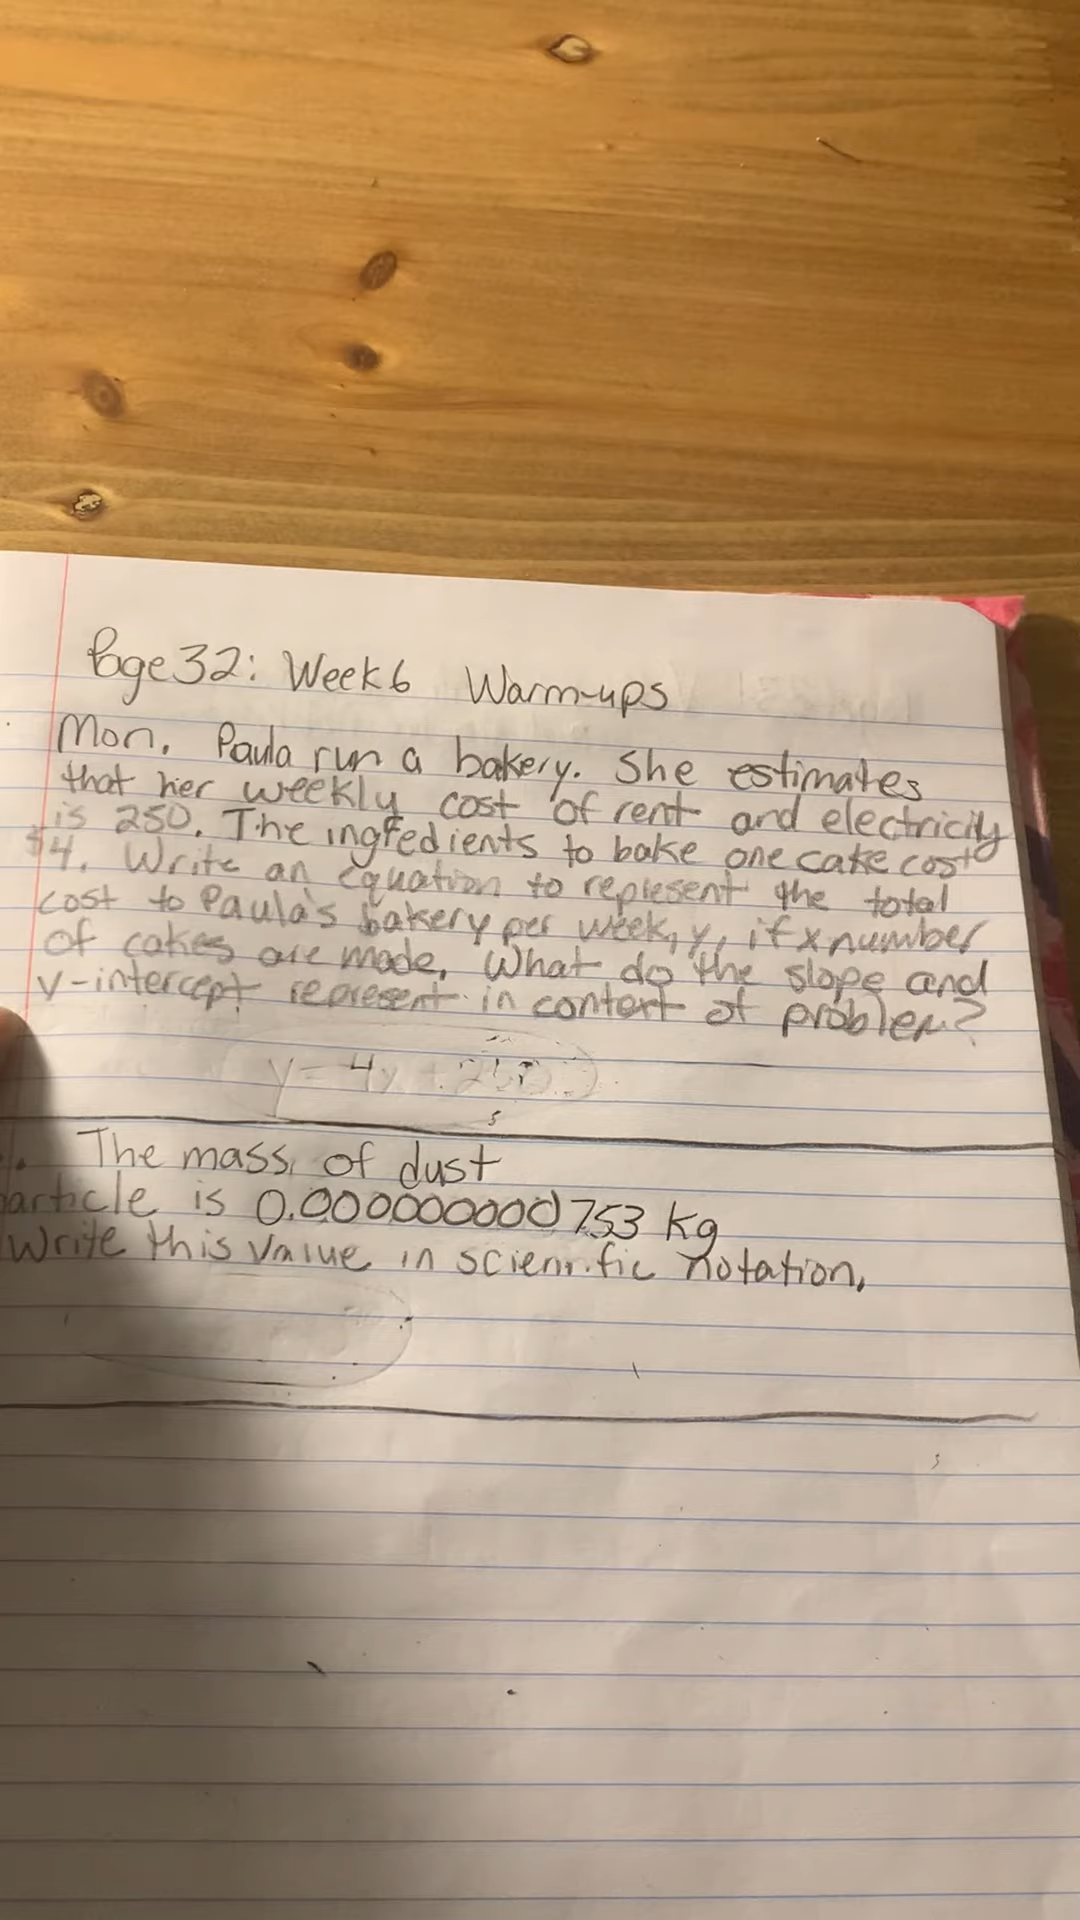 Page 32: Week 6 Warm-ups
Mon. Paula run a bakery. She estimates
that her weekly cost of rent and electricity
is 250. The ingredients to bake one cake cost
$4. Write an equation to represent the total
cost to Paula's bakery per week, y, if x number
of cakes are made. What do the slope and
y-intercept represent in context of problem?
y = 4x + 250
The mass of dust
article is 0.000000000753 kg
Write this value in scientific notation.